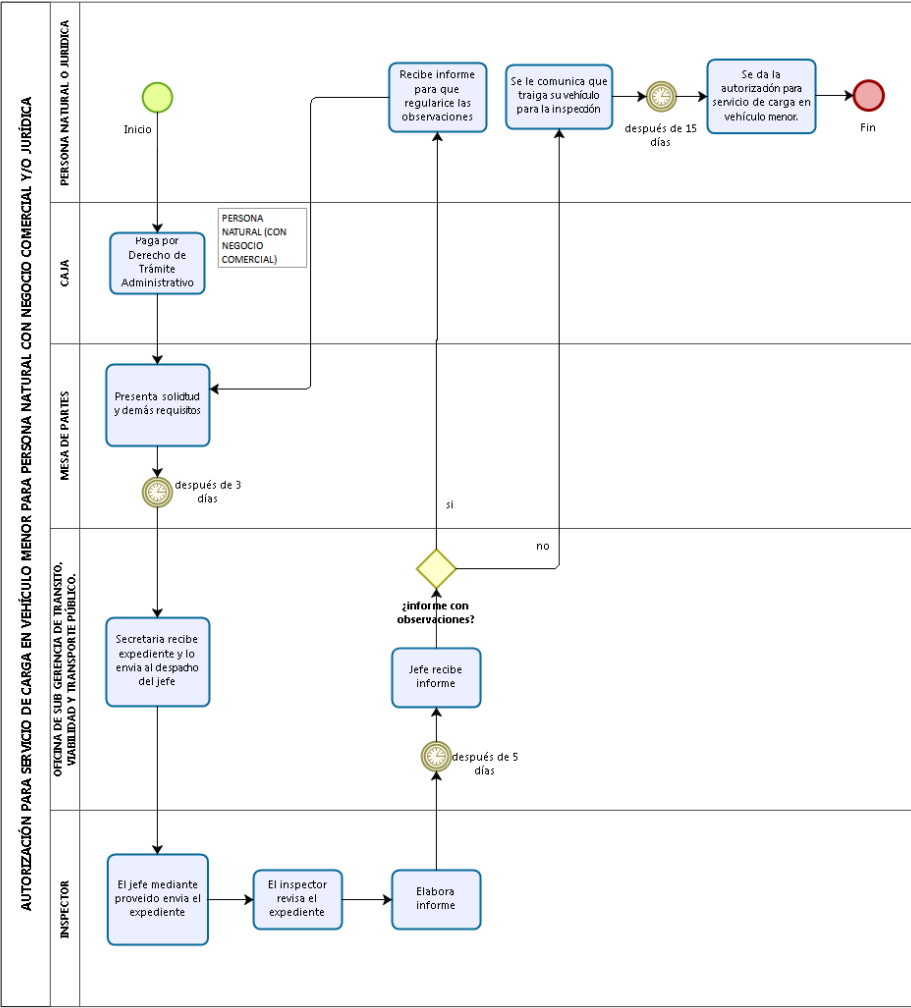 AUTORIZACIÓN PARA SERVICIO DE CARGA EN VEHÍCULO MENOR PARA PERSONA NATURAL CON NEGOCIO COMERCIAL Y/O JURÍDICA
PERSONA NATURAL O JURIDICA
Inicio
Recibe informe
para que
regularice las
observaciones
Se le comunica que
traiga su vehículo
para la inspección
después de 15
días
Se da la
autorización para
servicio de carga en
vehículo menor.
Fin
CAJA
Paga por
Derecho de
Trámite
Administrativo
PERSONA
NATURAL (CON
NEGOCIO
COMERCIAL)
MESA DE PARTES
Presenta solicitud
y demás requisitos
después de 3
días
si
OFICINA DE SUB GERENCIA DE TRANSITO,
VIABILIDAD Y TRANSPORTE PÚBLICO.
no
¿informe con
observaciones?
Secretaria recibe
expediente y lo
envia al despacho
del jefe
Jefe recibe
informe
después de 5
días
INSPECTOR
El jefe mediante
proveido envia el
expediente
El inspector
revisa el
expediente
Elabora
informe